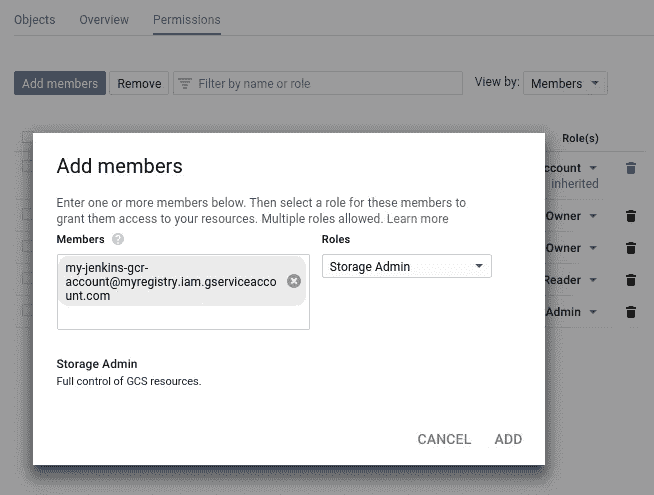 Objects Overview Permissions
Add members Remove Filter by name or role View by: Members
Role(s)
Add members
ccount
inherited
Enter one or more members below. Then select a role for these members to
grant them access to your resources. Multiple roles allowed. Learn more
Owner
Members ? Roles
Owner
my-jenkins-gcr-
account@myregistry.iam.gserviceacco
unt.com
Storage Admin
Reader
Admin
Storage Admin
Full control of GCS resources.
CANCEL ADD